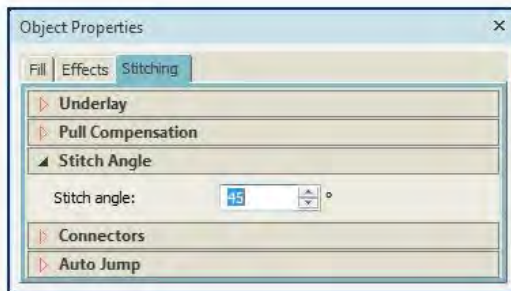 Object Properties
Fill Effects Stitching
Underlay
Pull Compensation
Stitch Angle
Stitch angle: 45 °
Connectors
Auto Jump